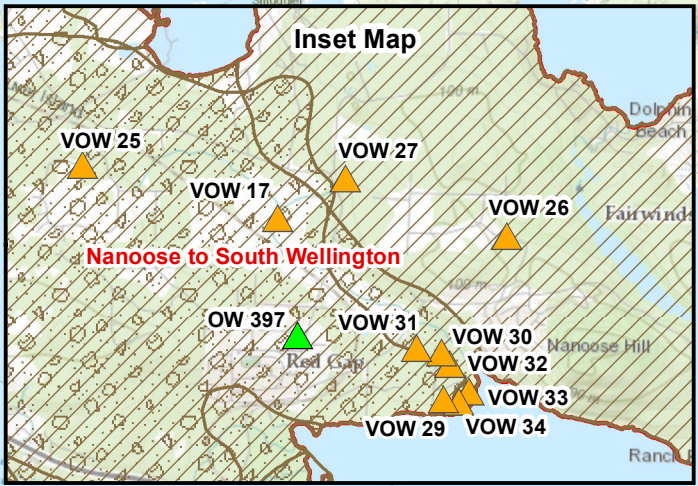 Inset Map
100 m
Dolphin
Beach
VOW 25
VOW 27
VOW 17
VOW 26
Fairwinds
Nanoose to South Wellington
100 m
OW 397
VOW 31
VOW 30
Nanoose Hill
Red Gap
VOW 32
VOW 33
VOW 29
VOW 34